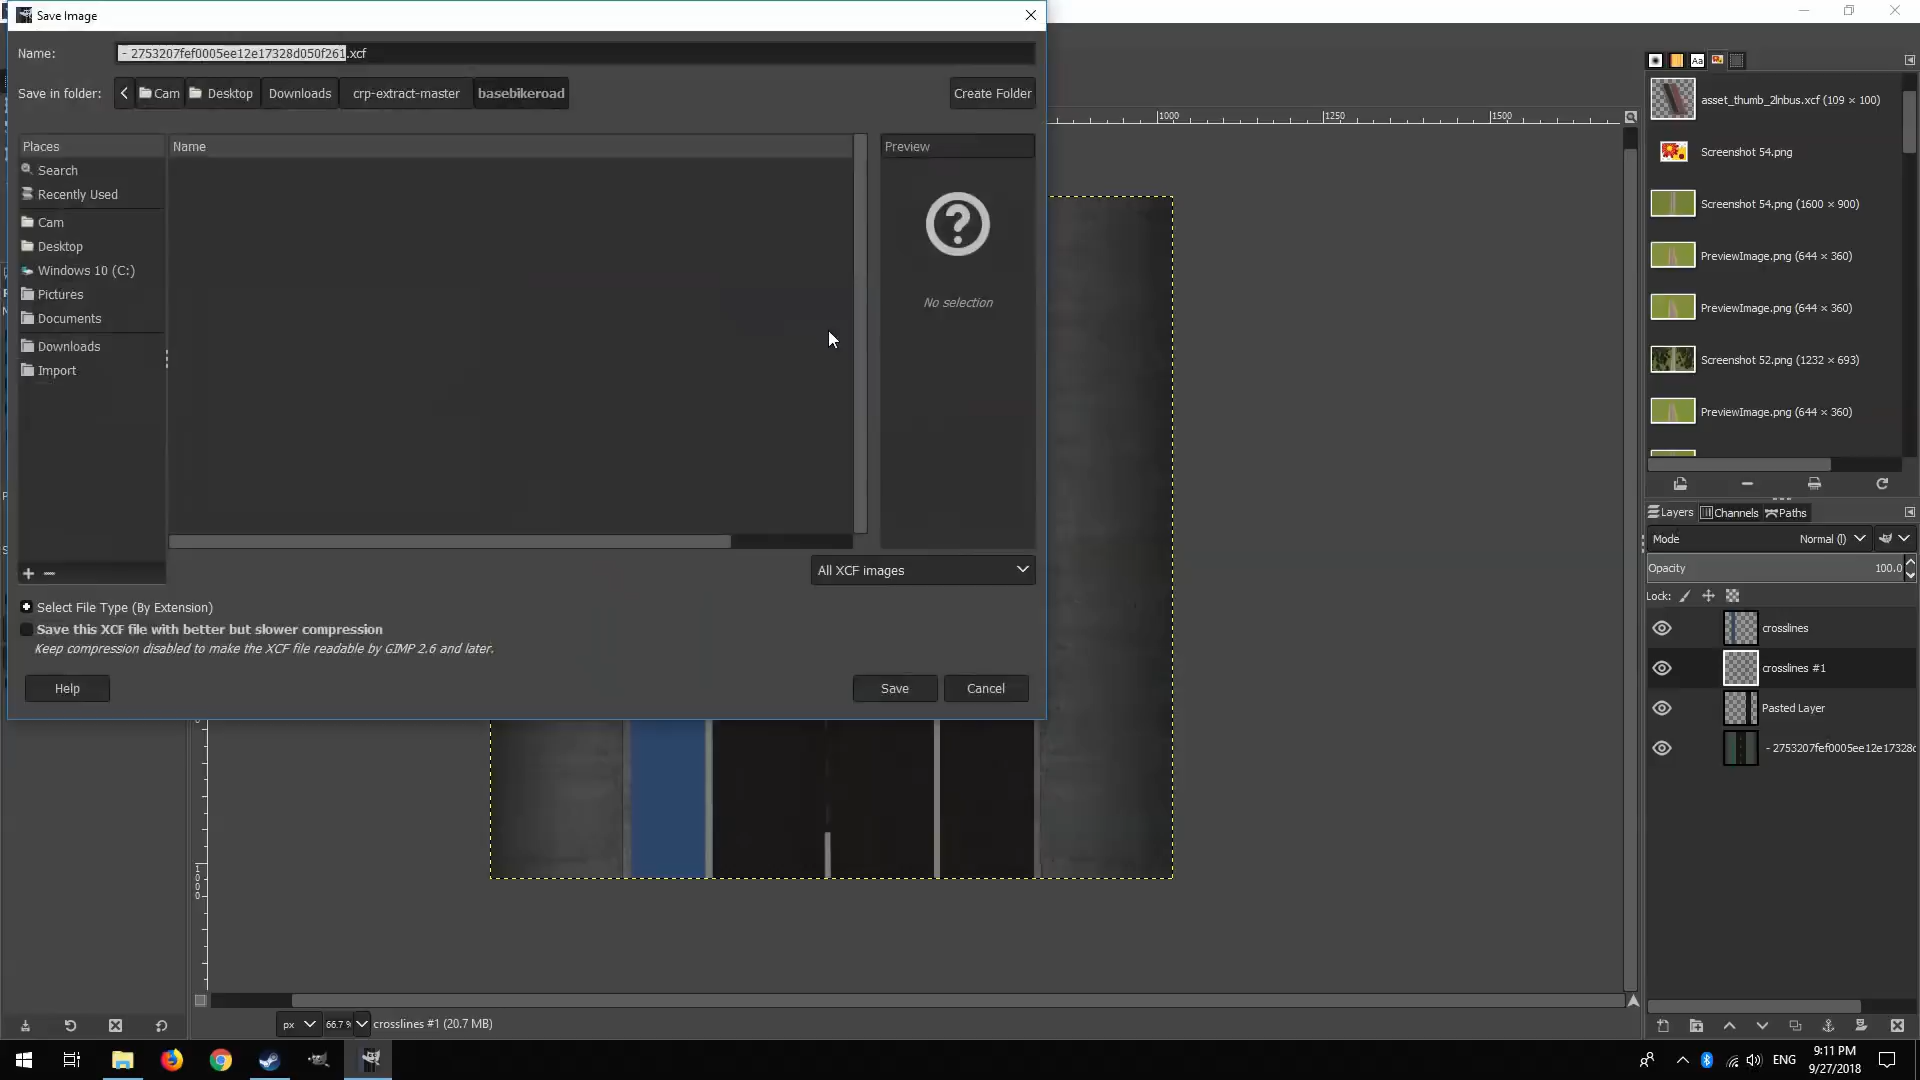 Save Image
Name:
- 2753207fef0005ee12e17328d050f261.xcf
Save in folder:
Cam
Desktop
Downloads
crp-extract-master
basebikeroad
Create Folder
Places
Search
Recently Used
Cam
Desktop
Windows 10 (C:)
Pictures
Documents
Downloads
Import
Name
Preview
No selection
All XCF images
Select File Type (By Extension)
Save this XCF file with better but slower compression
Keep compression disabled to make the XCF file readable by GIMP 2.6 and later.
Help
Save
Cancel
1000
1250
1500
1000
px
66.7 %
crosslines #1 (20.7 MB)
Aa
asset_thumb_2lnbus.xcf (109 × 100)
Screenshot 54.png
Screenshot 54.png (1600 × 900)
PreviewImage.png (644 × 360)
PreviewImage.png (644 × 360)
Screenshot 52.png (1232 × 693)
PreviewImage.png (644 × 360)
Layers
Channels
Paths
Mode
Normal (l)
Opacity
100.0
Lock:
crosslines
crosslines #1
Pasted Layer
- 2753207fef0005ee12e17328d
ENG
9:11 PM
9/27/2018